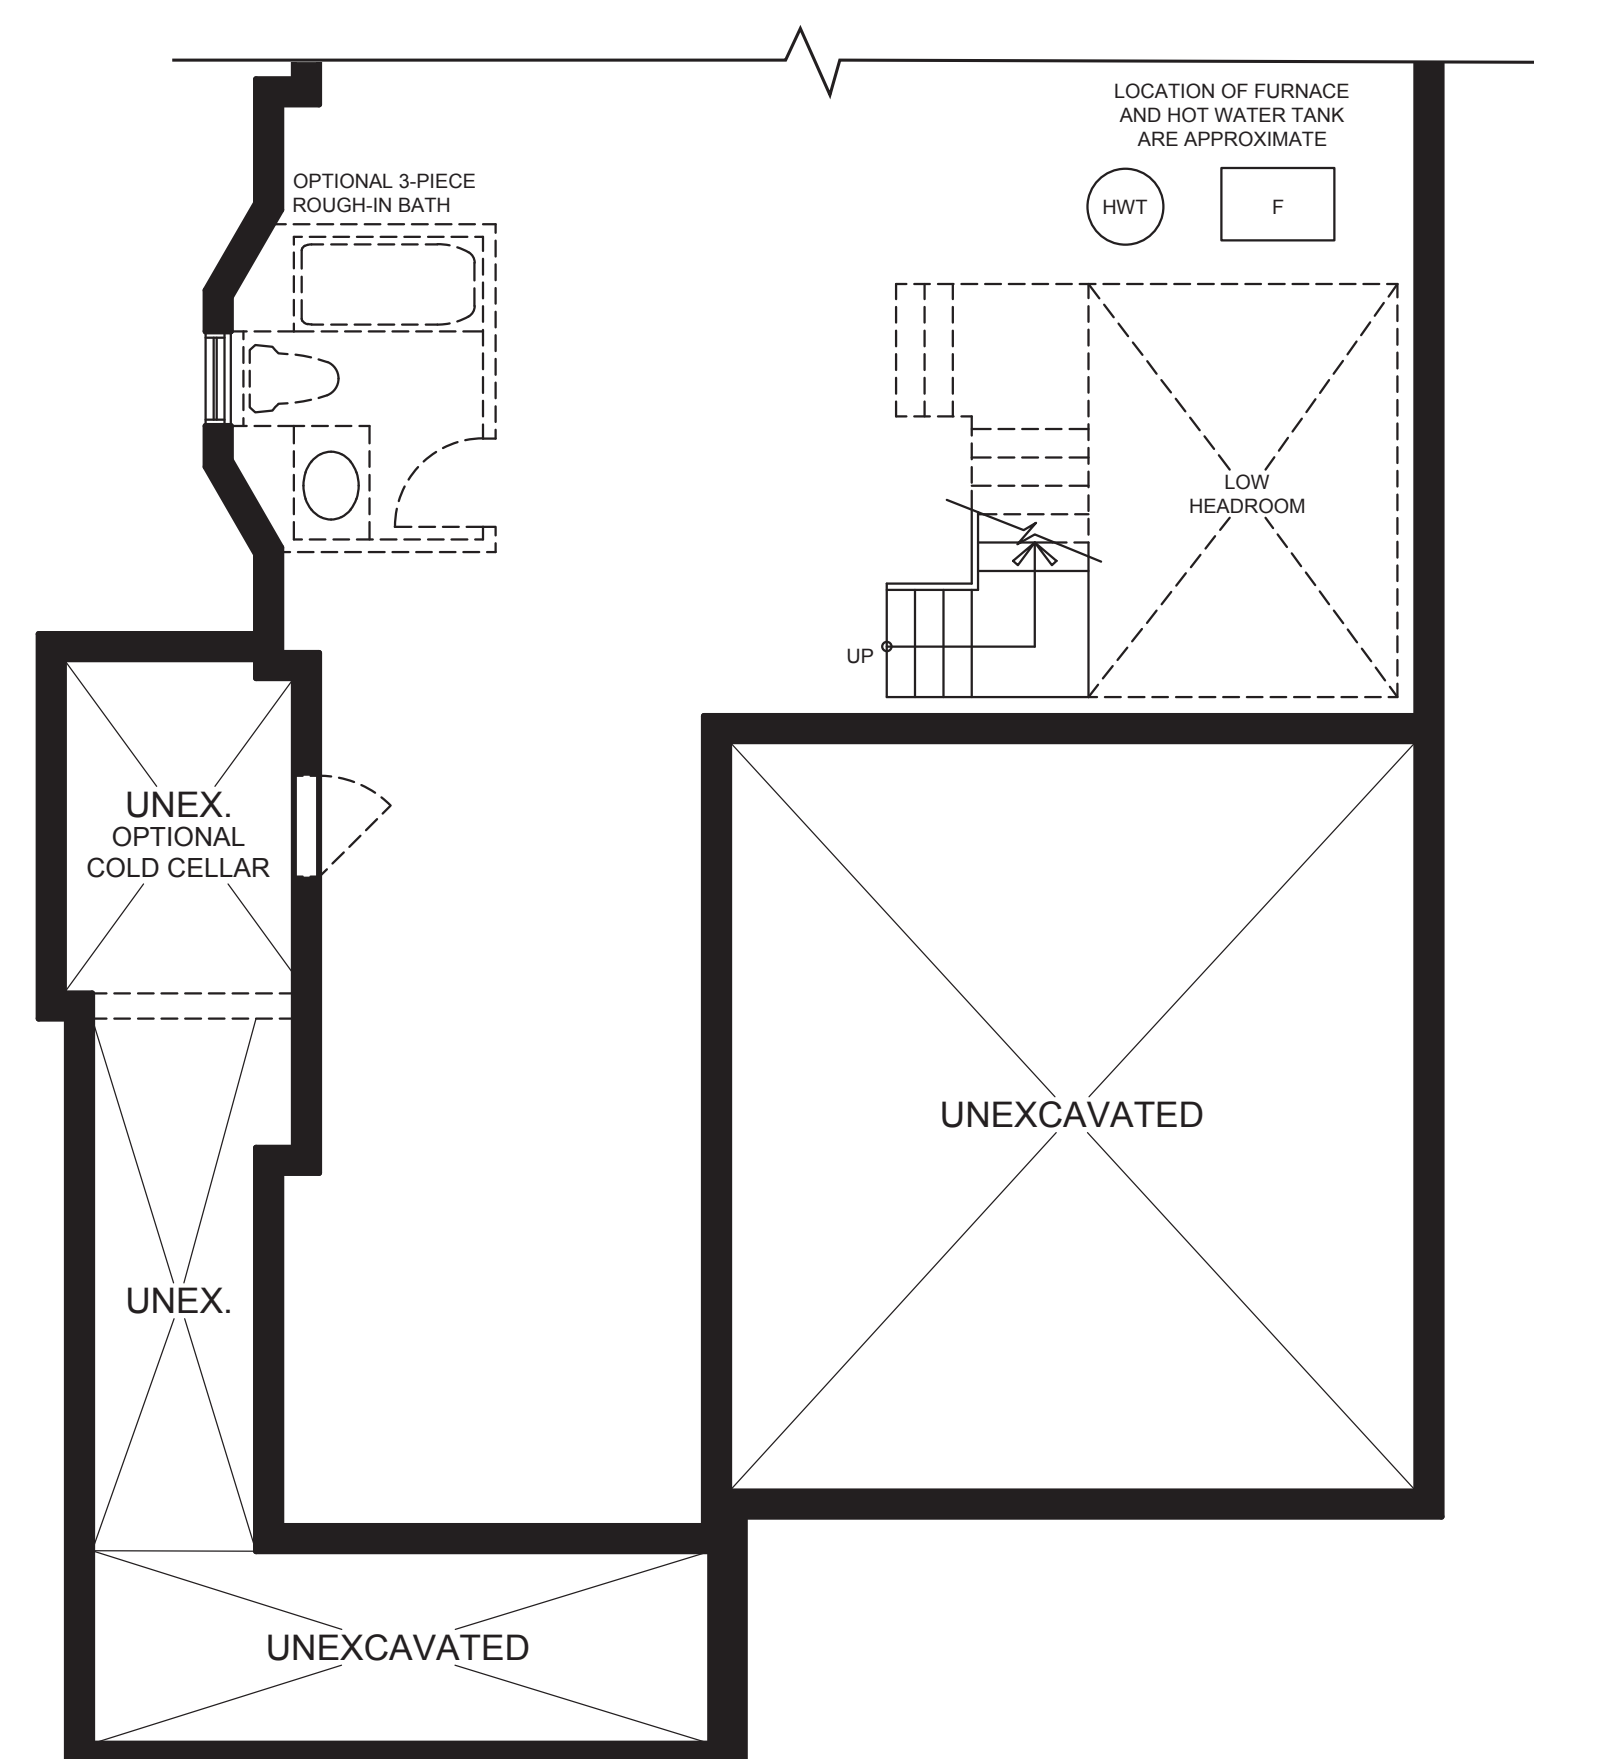 LOCATION OF FURNACE
AND HOT WATER TANK
ARE APPROXIMATE
OPTIONAL 3-PIECE
ROUGH-IN BATH
HWT
F
LOW
HEADROOM
UP
UNEX.
OPTIONAL
COLD CELLAR
UNEXCAVATED
UNEX.
UNEXCAVATED